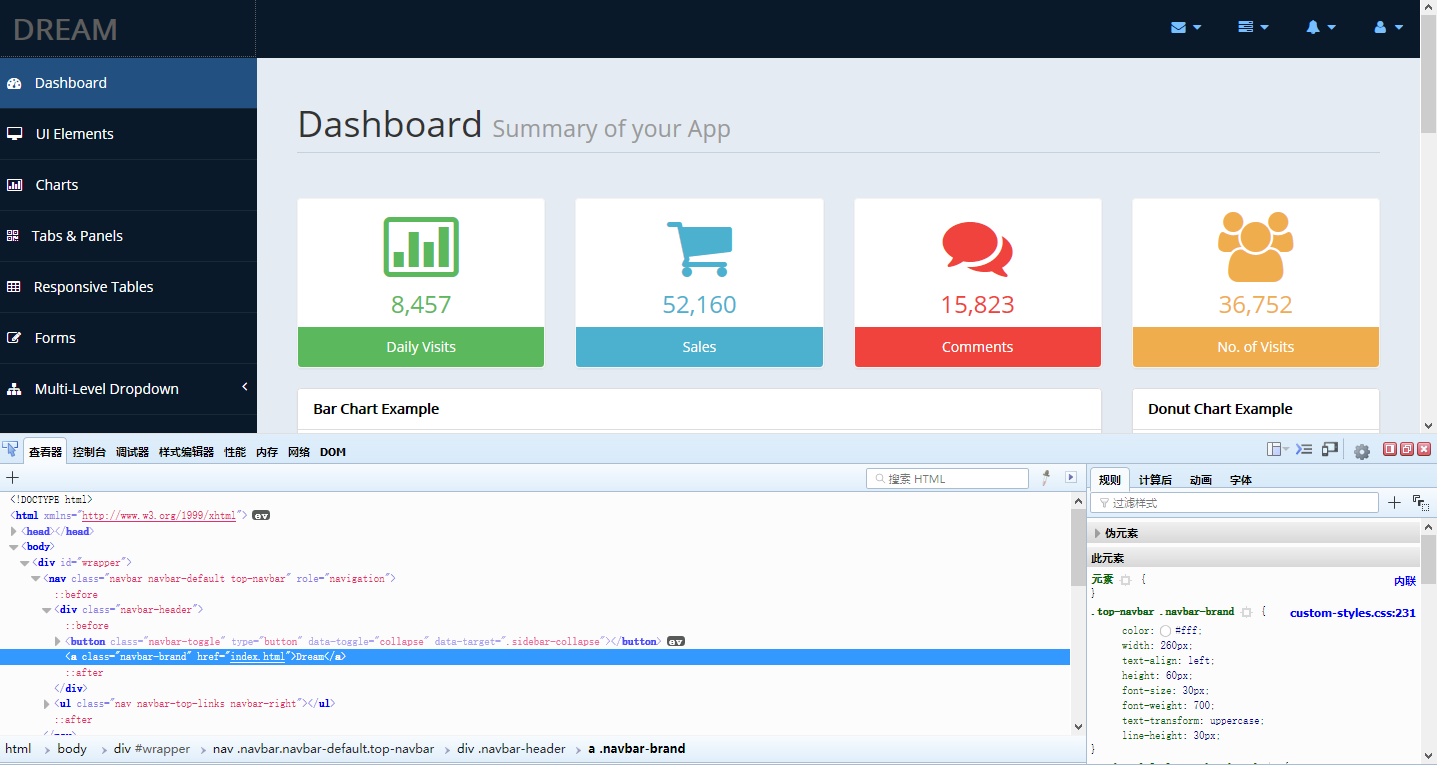 DREAM
Dashboard
UI Elements
Charts
Tabs & Panels
Responsive Tables
Forms
Multi-Level Dropdown
Dashboard Summary of your App
8,457
Daily Visits
52,160
Sales
15,823
Comments
36,752
No. of Visits
Bar Chart Example
Donut Chart Example
查看器 控制台 调试器 样式编辑器 性能 内存 网络 DOM
搜索 HTML
<!DOCTYPE html>
<html xmlns="http://www.w3.org/1999/xhtml"> ev
<head></head>
<body>
<div id="wrapper">
<nav class="navbar navbar-default top-navbar" role="navigation">
::before
<div class="navbar-header">
::before
<button class="navbar-toggle" type="button" data-toggle="collapse" data-target=".sidebar-collapse"></button> ev
<a class="navbar-brand" href="index.html">Dream</a>
::after
</div>
<ul class="nav navbar-top-links navbar-right"></ul>
::after
html body div #wrapper nav .navbar.navbar-default.top-navbar div .navbar-header a .navbar-brand
规则 计算后 动画 字体
过滤样式
伪元素
此元素
元素 { 内联
}
.top-navbar .navbar-brand { custom-styles.css:231
color: #fff;
width: 260px;
text-align: left;
height: 60px;
font-size: 30px;
font-weight: 700;
text-transform: uppercase;
line-height: 30px;
}